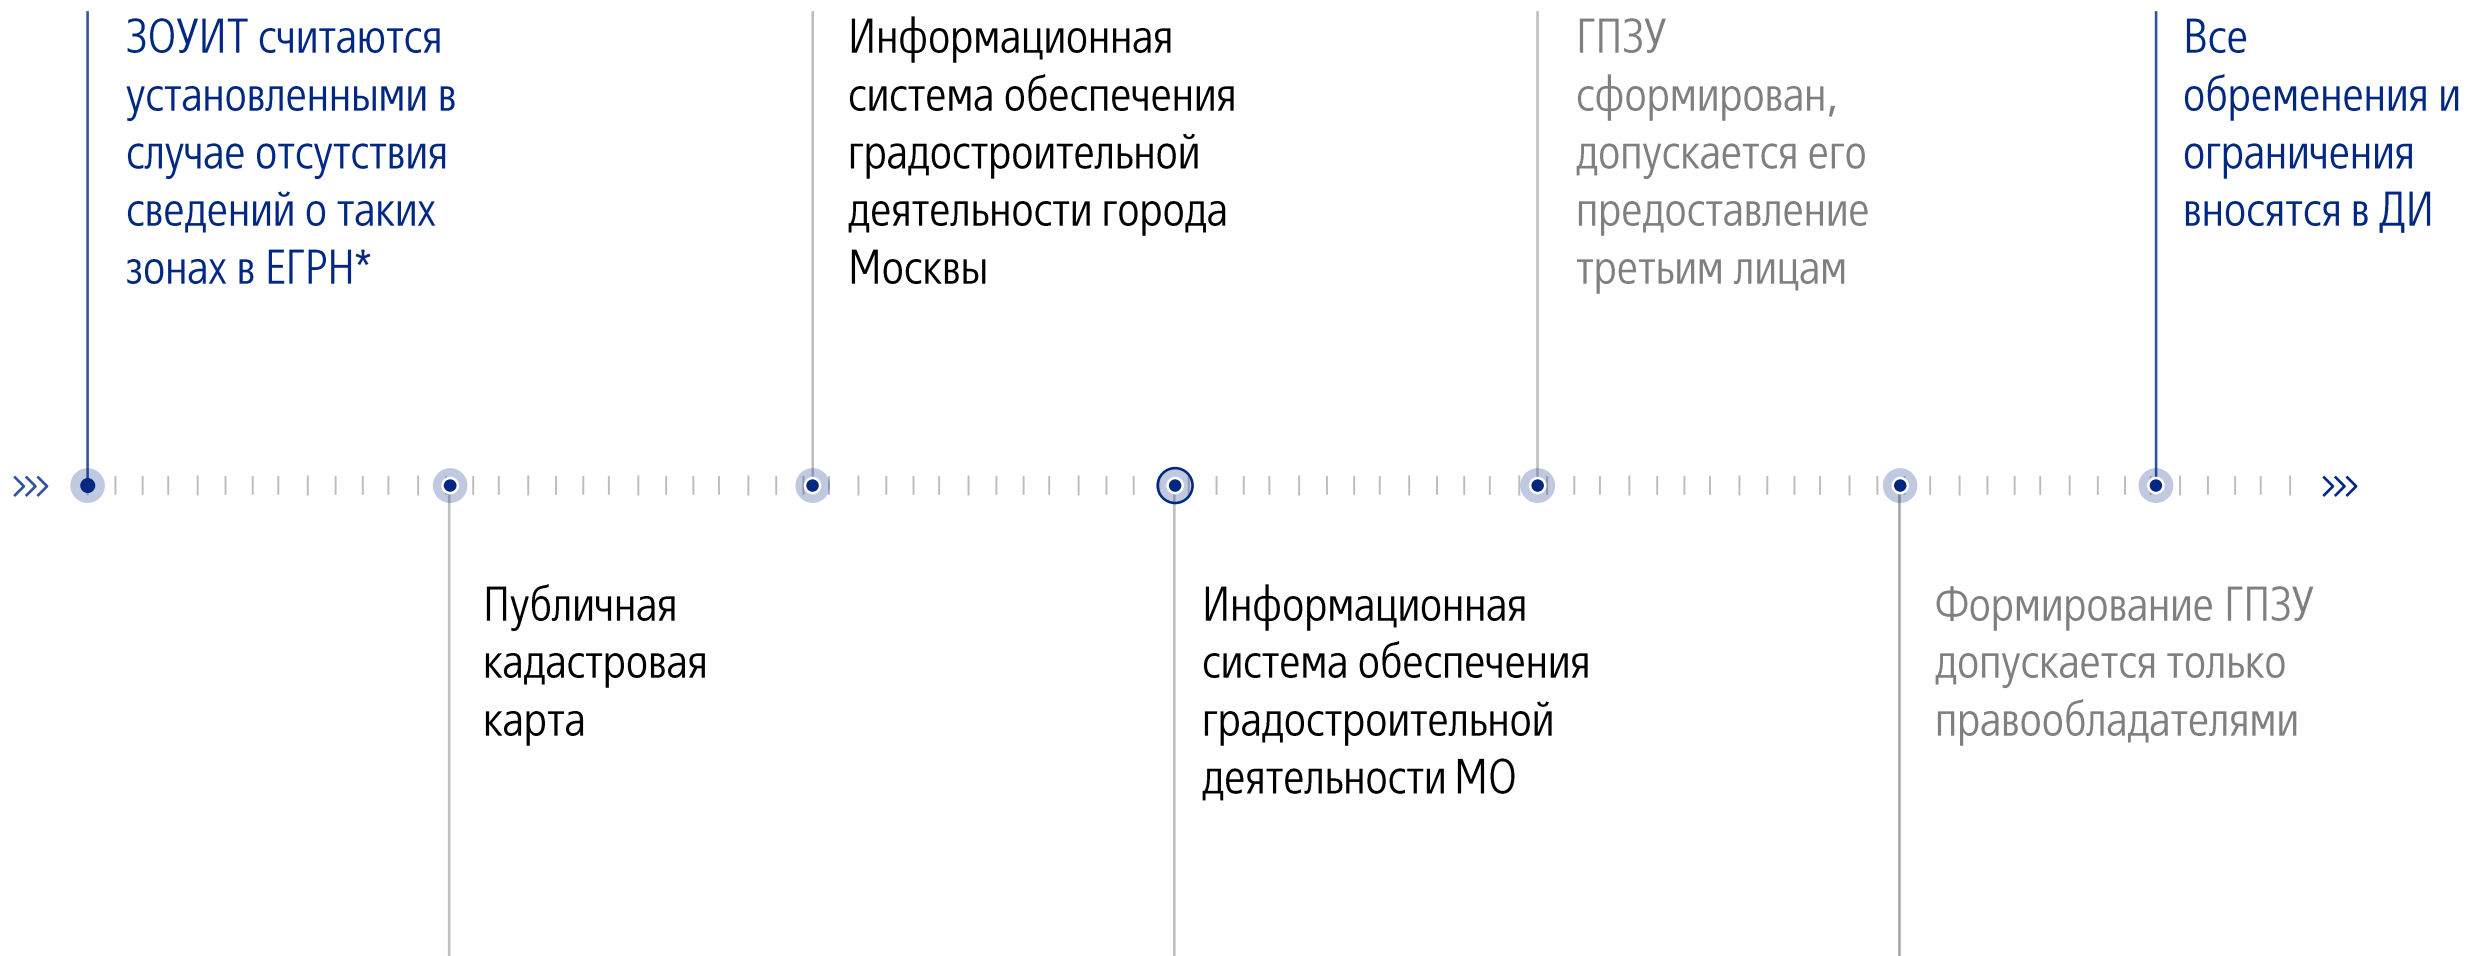 ЗОУИТ считаются
установленными в
случае отсутствия
сведений о таких
зонах в ЕГРН*
Публичная
кадастровая
карта
Информационная
система обеспечения
градостроительной
деятельности города
Москвы
Информационная
система обеспечения
градостроительной
деятельности МО
ГПЗУ
сформирован,
допускается его
предоставление
третьим лицам
Формирование ГПЗУ
допускается только
правообладателями
Все
обременения и
ограничения
вносятся в ДИ